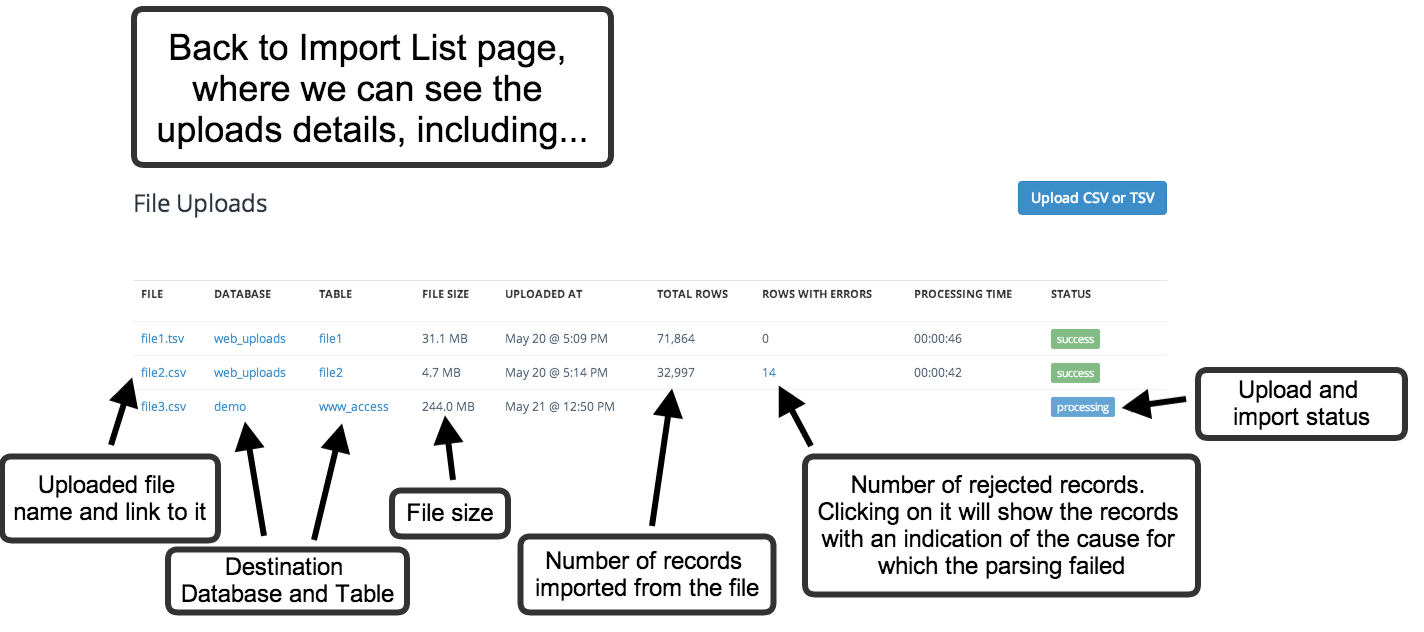 Back to Import List page,
where we can see the
uploads details, including...
File Uploads
Upload CSV or TSV
FILE DATABASE TABLE FILE SIZE UPLOADED AT TOTAL ROWS ROWS WITH ERRORS PROCESSING TIME STATUS
file1.tsv web_uploads file1 31.1 MB May 20 @ 5:09 PM 71,864 0 00:00:46 success
file2.csv web_uploads file2 4.7 MB May 20 @ 5:14 PM 32,997 14 00:00:42 success
file3.csv demo www_access 244.0 MB May 21 @ 12:50 PM processing
Upload and
import status
Uploaded file
name and link to it
Destination
Database and Table
File size
Number of records
imported from the file
Number of rejected records.
Clicking on it will show the records
with an indication of the cause for
which the parsing failed